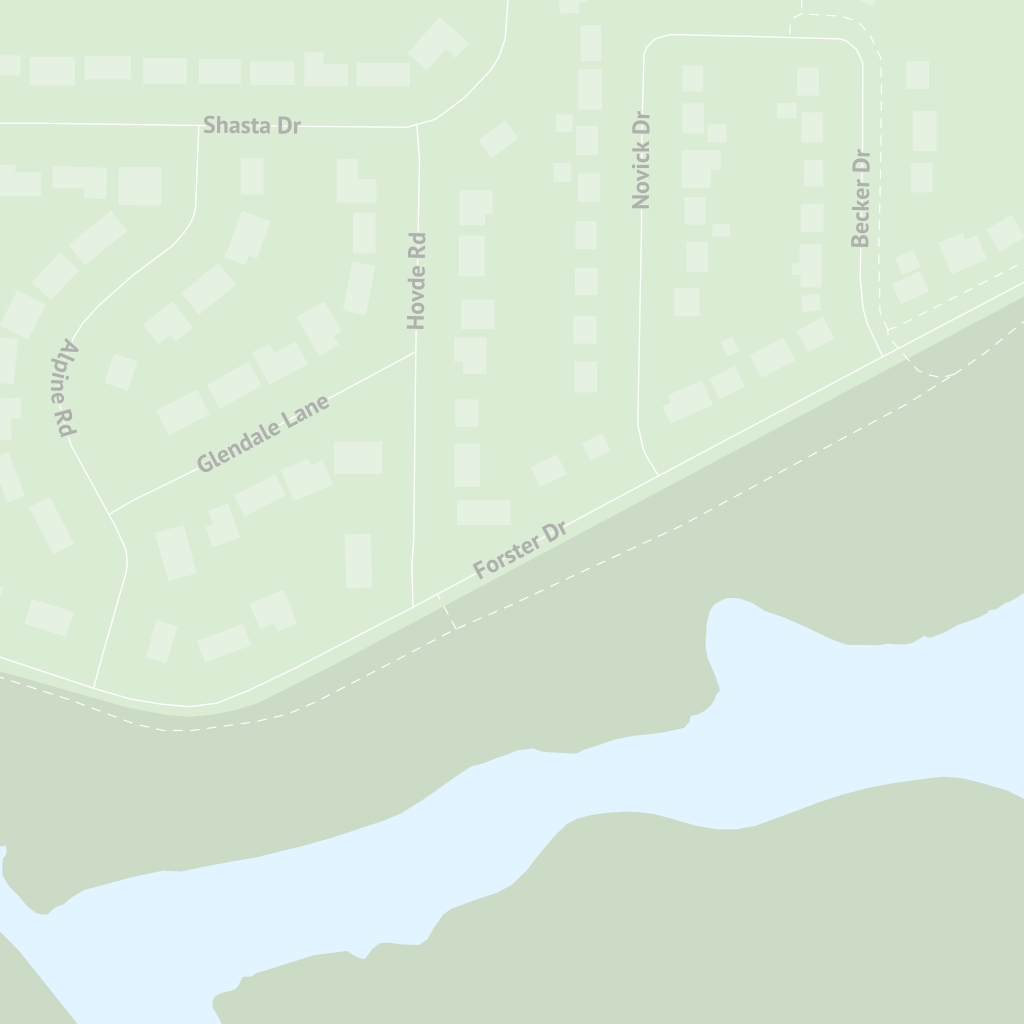 Shasta Dr
Novick Dr
Becker Dr
Hovde Rd
Alpine Rd
Glendale Lane
Forster Dr